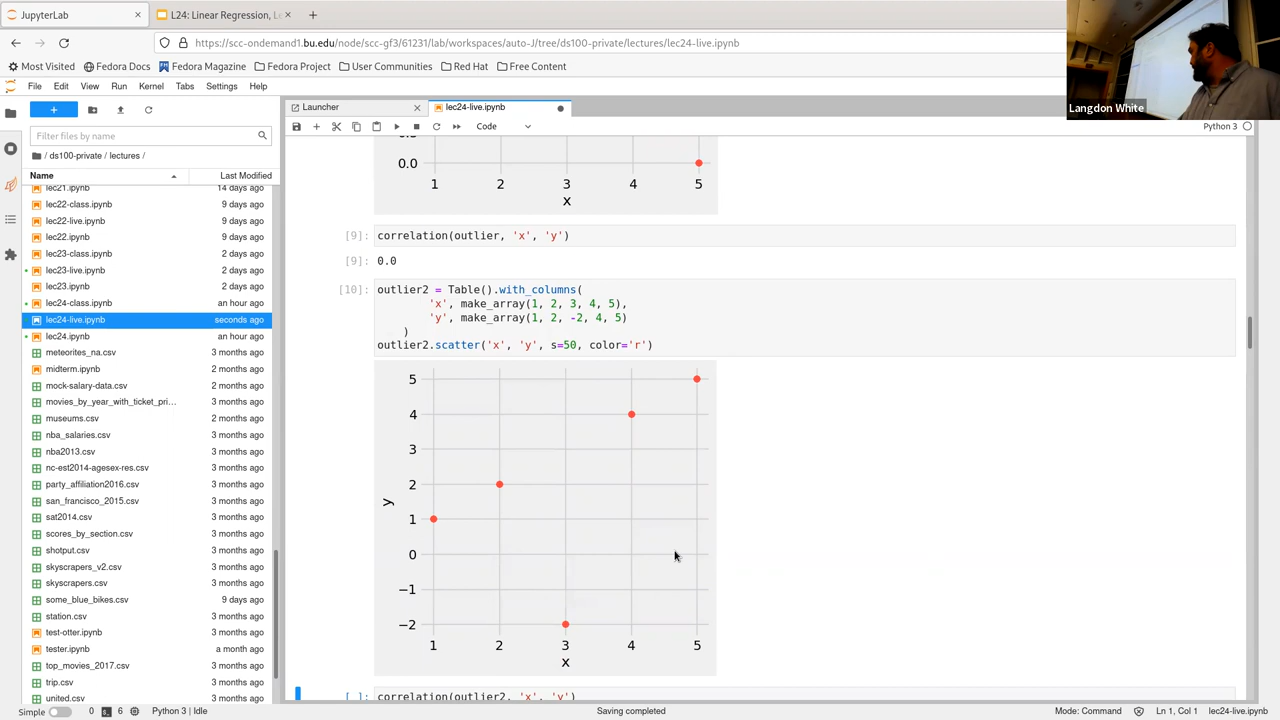 JupyterLab
L24: Linear Regression, Le
https://scc-ondemand1.bu.edu/node/scc-gf3/61231/lab/workspaces/auto-J/tree/ds100-private/lectures/lec24-live.ipynb
Most Visited Fedora Docs Fedora Magazine Fedora Project User Communities Red Hat Free Content
Langdon White
File Edit View Run Kernel Tabs Settings Help
Launcher
lec24-live.ipynb
Code
Python 3
Filter files by name
/ ds100-private / lectures /
Name Last Modified
lec21.ipynb 14 days ago
lec22-class.ipynb 9 days ago
lec22-live.ipynb 9 days ago
lec22.ipynb 9 days ago
lec23-class.ipynb 2 days ago
lec23-live.ipynb 2 days ago
lec23.ipynb 2 days ago
lec24-class.ipynb an hour ago
lec24-live.ipynb seconds ago
lec24.ipynb an hour ago
meteorites_na.csv 3 months ago
midterm.ipynb 2 months ago
mock-salary-data.csv 2 months ago
movies_by_year_with_ticket_pri... 3 months ago
museums.csv 2 months ago
nba_salaries.csv 3 months ago
nba2013.csv 3 months ago
nc-est2014-agesex-res.csv 3 months ago
party_affiliation2016.csv 3 months ago
san_francisco_2015.csv 3 months ago
sat2014.csv 3 months ago
scores_by_section.csv 3 months ago
shotput.csv 3 months ago
skyscrapers_v2.csv 3 months ago
skyscrapers.csv 3 months ago
some_blue_bikes.csv 9 days ago
station.csv 3 months ago
test-otter.ipynb 3 months ago
tester.ipynb a month ago
top_movies_2017.csv 3 months ago
trip.csv 3 months ago
united.csv 3 months ago
0.0
1 2 3 4 5
x
[9]: correlation(outlier, 'x', 'y')
[9]: 0.0
[10]: outlier2 = Table().with_columns(
'x', make_array(1, 2, 3, 4, 5),
'y', make_array(1, 2, -2, 4, 5)
)
outlier2.scatter('x', 'y', s=50, color='r')
5
4
3
2
y
1
0
−1
−2
1 2 3 4 5
x
[ ]: correlation(outlier2, 'x', 'y')
Simple 0 6 Python 3 | Idle Saving completed Mode: Command Ln 1, Col 1 lec24-live.ipynb